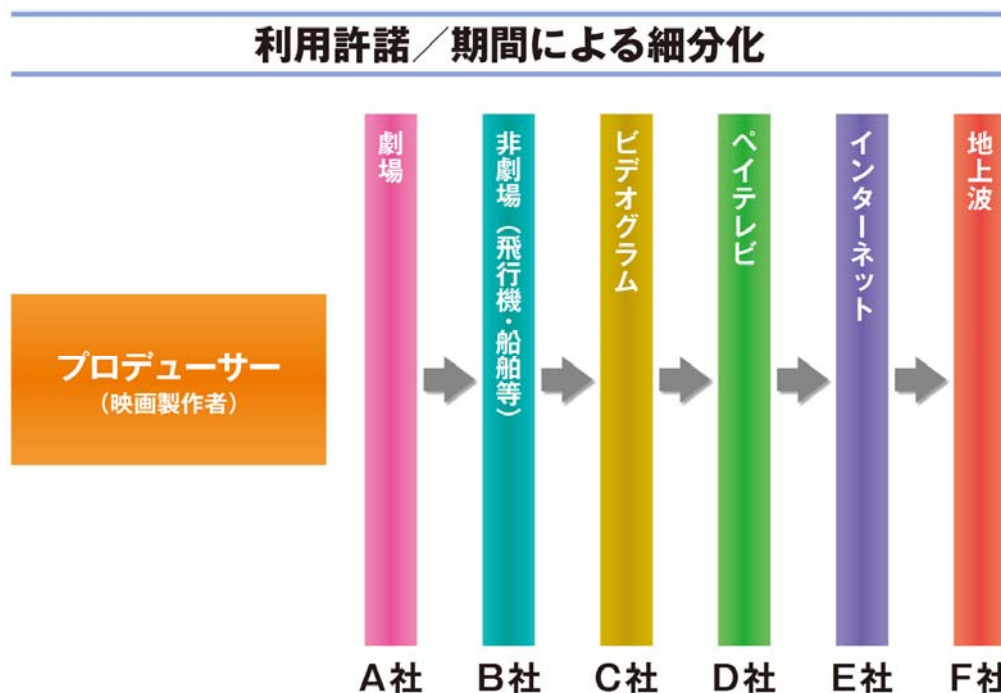 利用許諾／期間による細分化
プロデューサー
（映画製作者）
劇場
非劇場（飛行機・船舶等）
ビデオグラム
ペイテレビ
インターネット
地上波
A社
B社
C社
D社
E社
F社